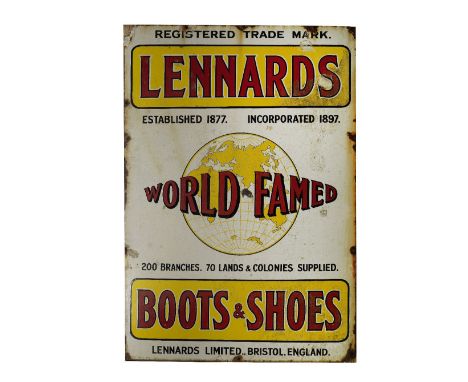 REGISTERED TRADE MARK.
LENNARDS
ESTABLISHED 1877. INCORPORATED 1897.
WORLD FAMED
200 BRANCHES. 70 LANDS & COLONIES SUPPLIED.
BOOTS & SHOES
LENNARDS LIMITED., BRISTOL, ENGLAND.